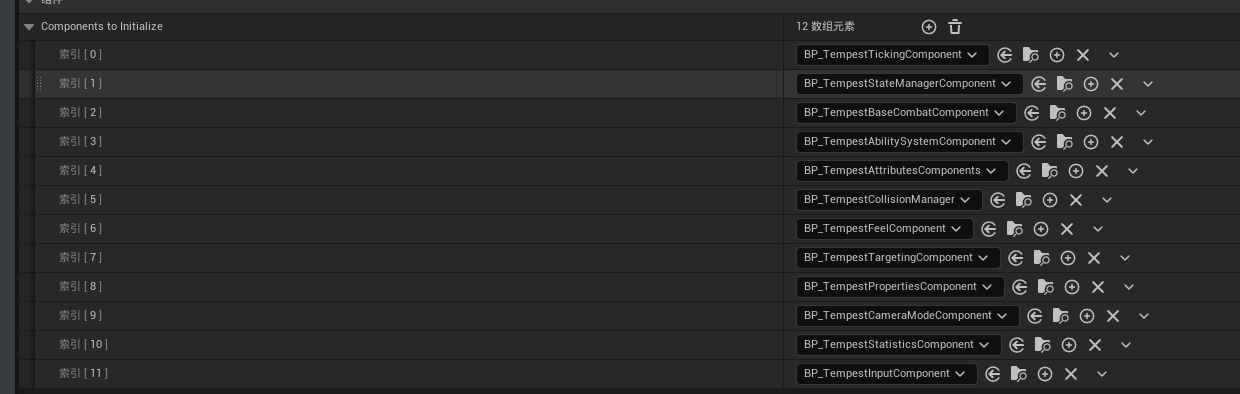 组件
Components to Initialize 12 数组元素
索引 [ 0 ] BP_TempestTickingComponent
索引 [ 1 ] BP_TempestStateManagerComponent
索引 [ 2 ] BP_TempestBaseCombatComponent
索引 [ 3 ] BP_TempestAbilitySystemComponent
索引 [ 4 ] BP_TempestAttributesComponents
索引 [ 5 ] BP_TempestCollisionManager
索引 [ 6 ] BP_TempestFeelComponent
索引 [ 7 ] BP_TempestTargetingComponent
索引 [ 8 ] BP_TempestPropertiesComponent
索引 [ 9 ] BP_TempestCameraModeComponent
索引 [ 10 ] BP_TempestStatisticsComponent
索引 [ 11 ] BP_TempestInputComponent